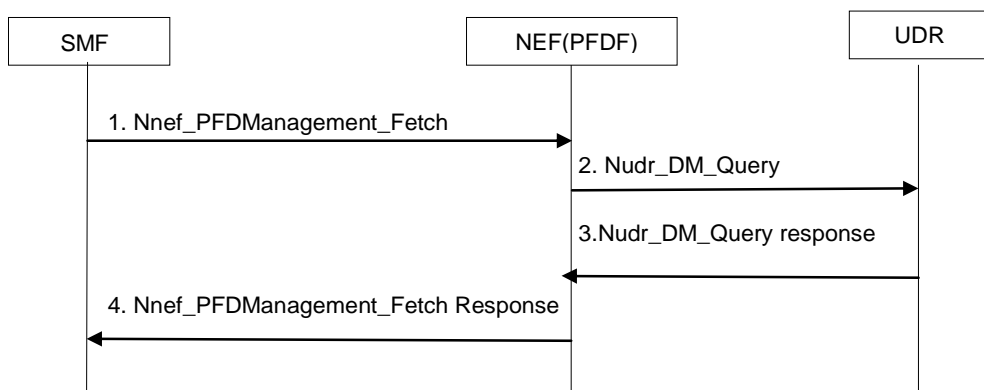 SMF
NEF(PFDF)
UDR
1. Nnef_PFDManagement_Fetch
2. Nudr_DM_Query
3.Nudr_DM_Query response
4. Nnef_PFDManagement_Fetch Response